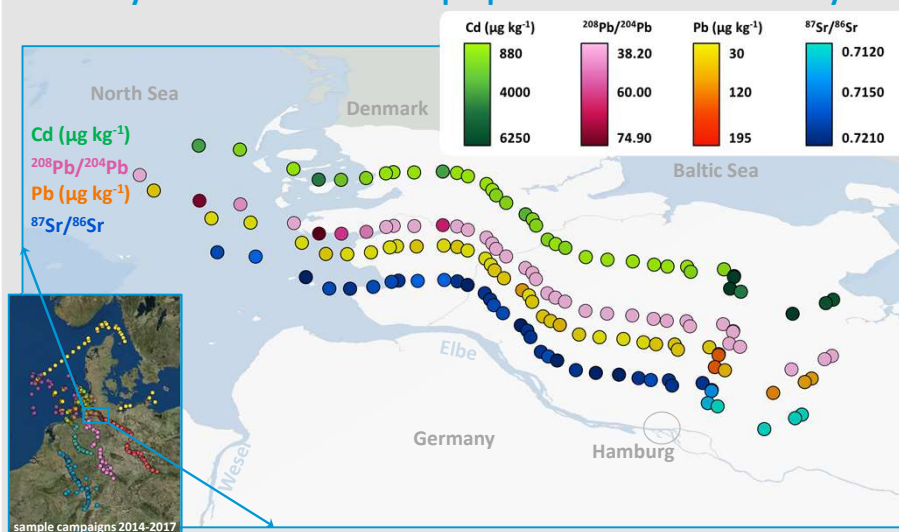 Cd (µg kg⁻¹)
880
4000
6250
²⁰⁸Pb/²⁰⁴Pb
38.20
60.00
74.90
Pb (µg kg⁻¹)
30
120
195
⁸⁷Sr/⁸⁶Sr
0.7120
0.7150
0.7210
North Sea
Denmark
Baltic Sea
Cd (µg kg⁻¹)
²⁰⁸Pb/²⁰⁴Pb
Pb (µg kg⁻¹)
⁸⁷Sr/⁸⁶Sr
Elbe
Germany
Hamburg
Weser
sample campaigns 2014-2017